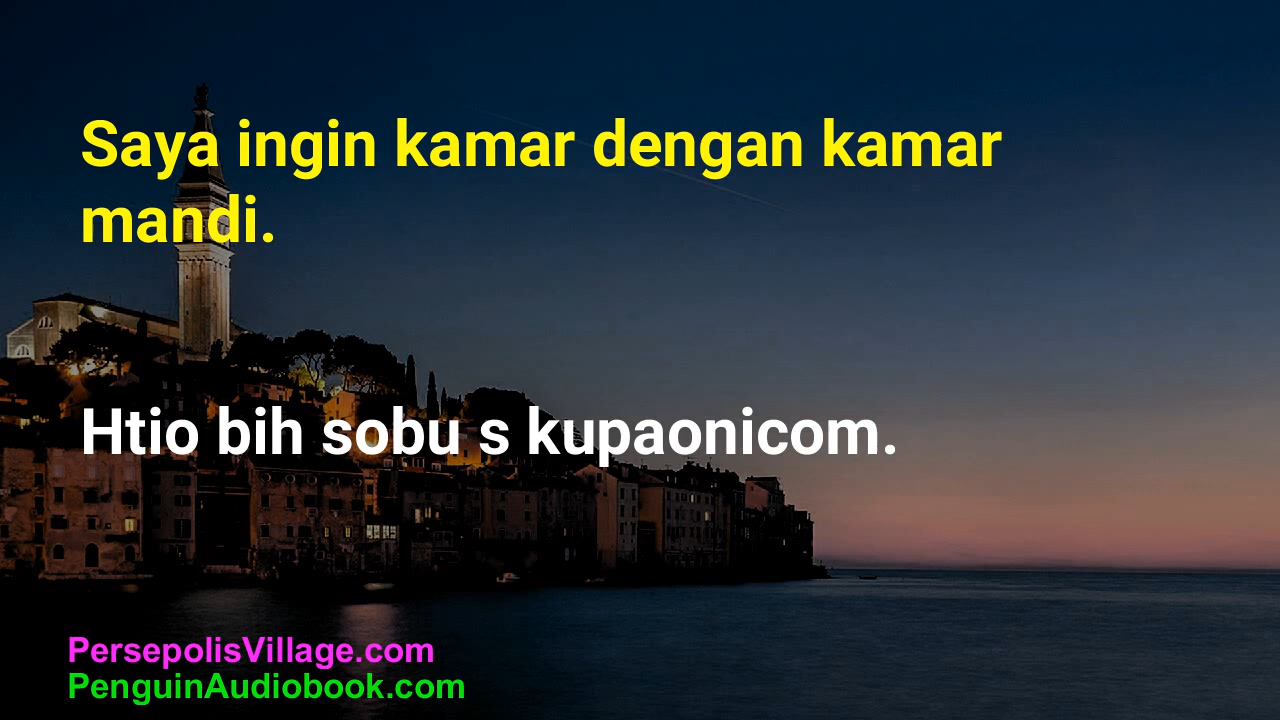 Saya ingin kamar dengan kamar
mandi.
Htio bih sobu s kupaonicom.
PersepolisVillage.com
PenguinAudiobook.com